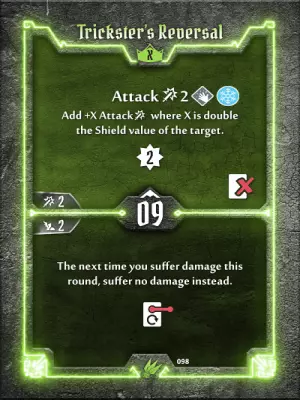 Trickster's Reversal
X
Attack 2
Add +X Attack where X is double
the Shield value of the target.
2
2
09
2
The next time you suffer damage this
round, suffer no damage instead.
098